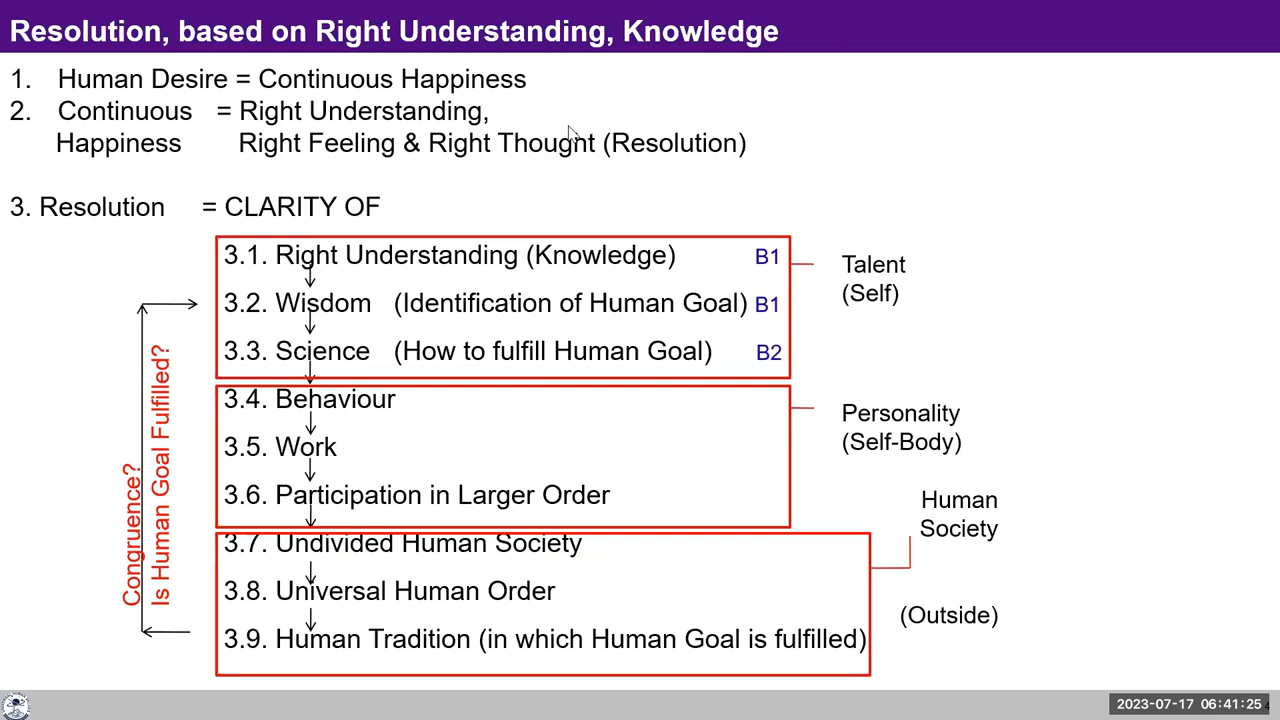 Resolution, based on Right Understanding, Knowledge
1. Human Desire = Continuous Happiness
2. Continuous = Right Understanding,
Happiness Right Feeling & Right Thought (Resolution)
3. Resolution = CLARITY OF
3.1. Right Understanding (Knowledge) B1
3.2. Wisdom (Identification of Human Goal) B1
3.3. Science (How to fulfill Human Goal) B2
Talent
(Self)
3.4. Behaviour
3.5. Work
3.6. Participation in Larger Order
Personality
(Self-Body)
3.7. Undivided Human Society
3.8. Universal Human Order
3.9. Human Tradition (in which Human Goal is fulfilled)
Human
Society
(Outside)
Congruence?
Is Human Goal Fulfilled?
2023-07-17 06:41:25